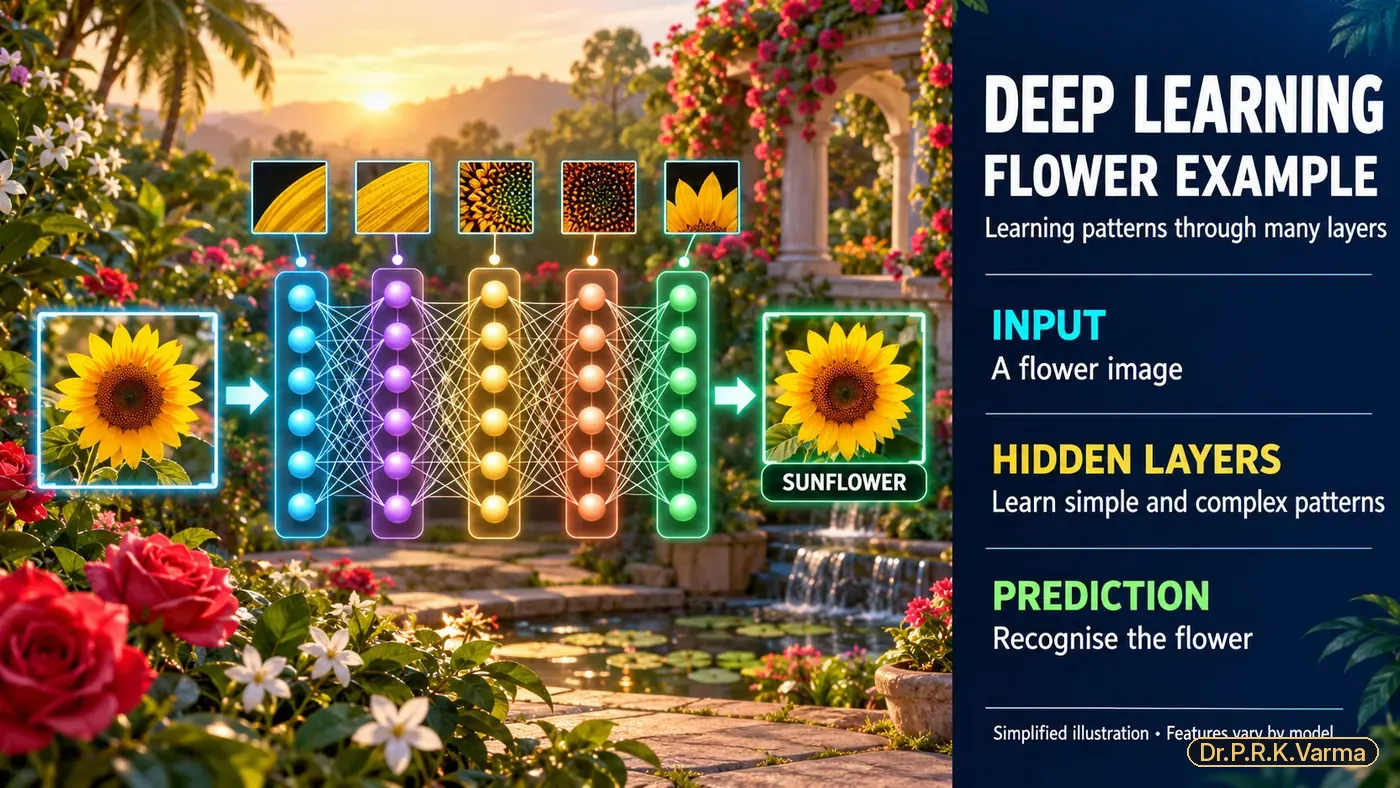 DEEP LEARNING
FLOWER EXAMPLE
Learning patterns through many layers
INPUT
A flower image
HIDDEN LAYERS
Learn simple and complex patterns
PREDICTION
Recognise the flower
Simplified illustration • Features vary by model
Dr.P.R.K.Varma
SUNFLOWER